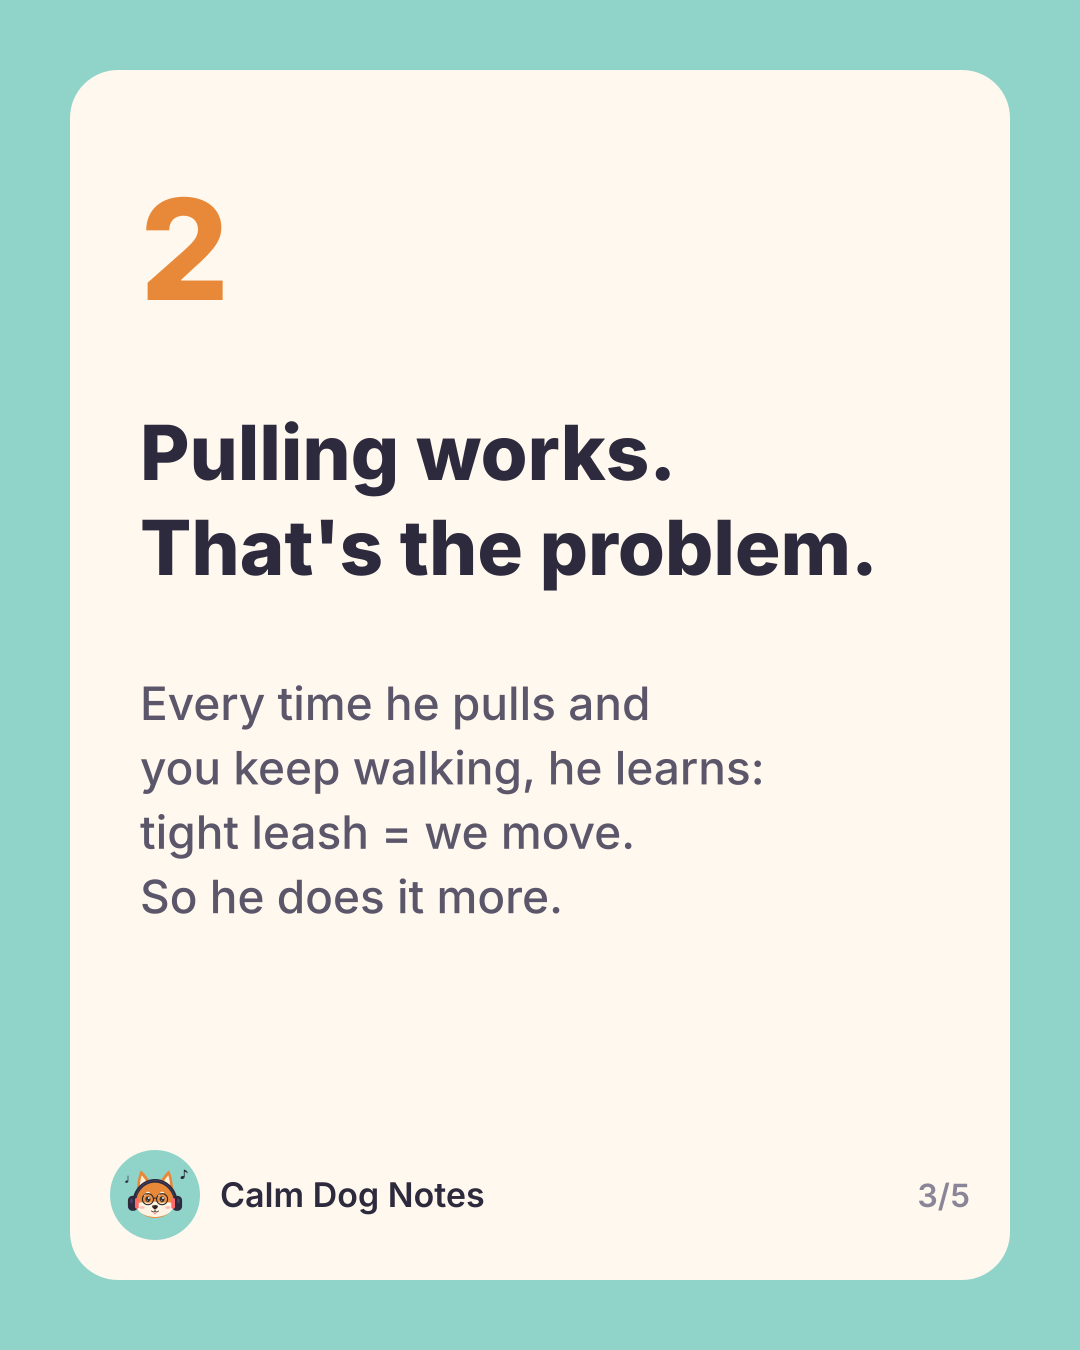 2
Pulling works.
That's the problem.
Every time he pulls and
you keep walking, he learns:
tight leash = we move.
So he does it more.
Calm Dog Notes
3/5